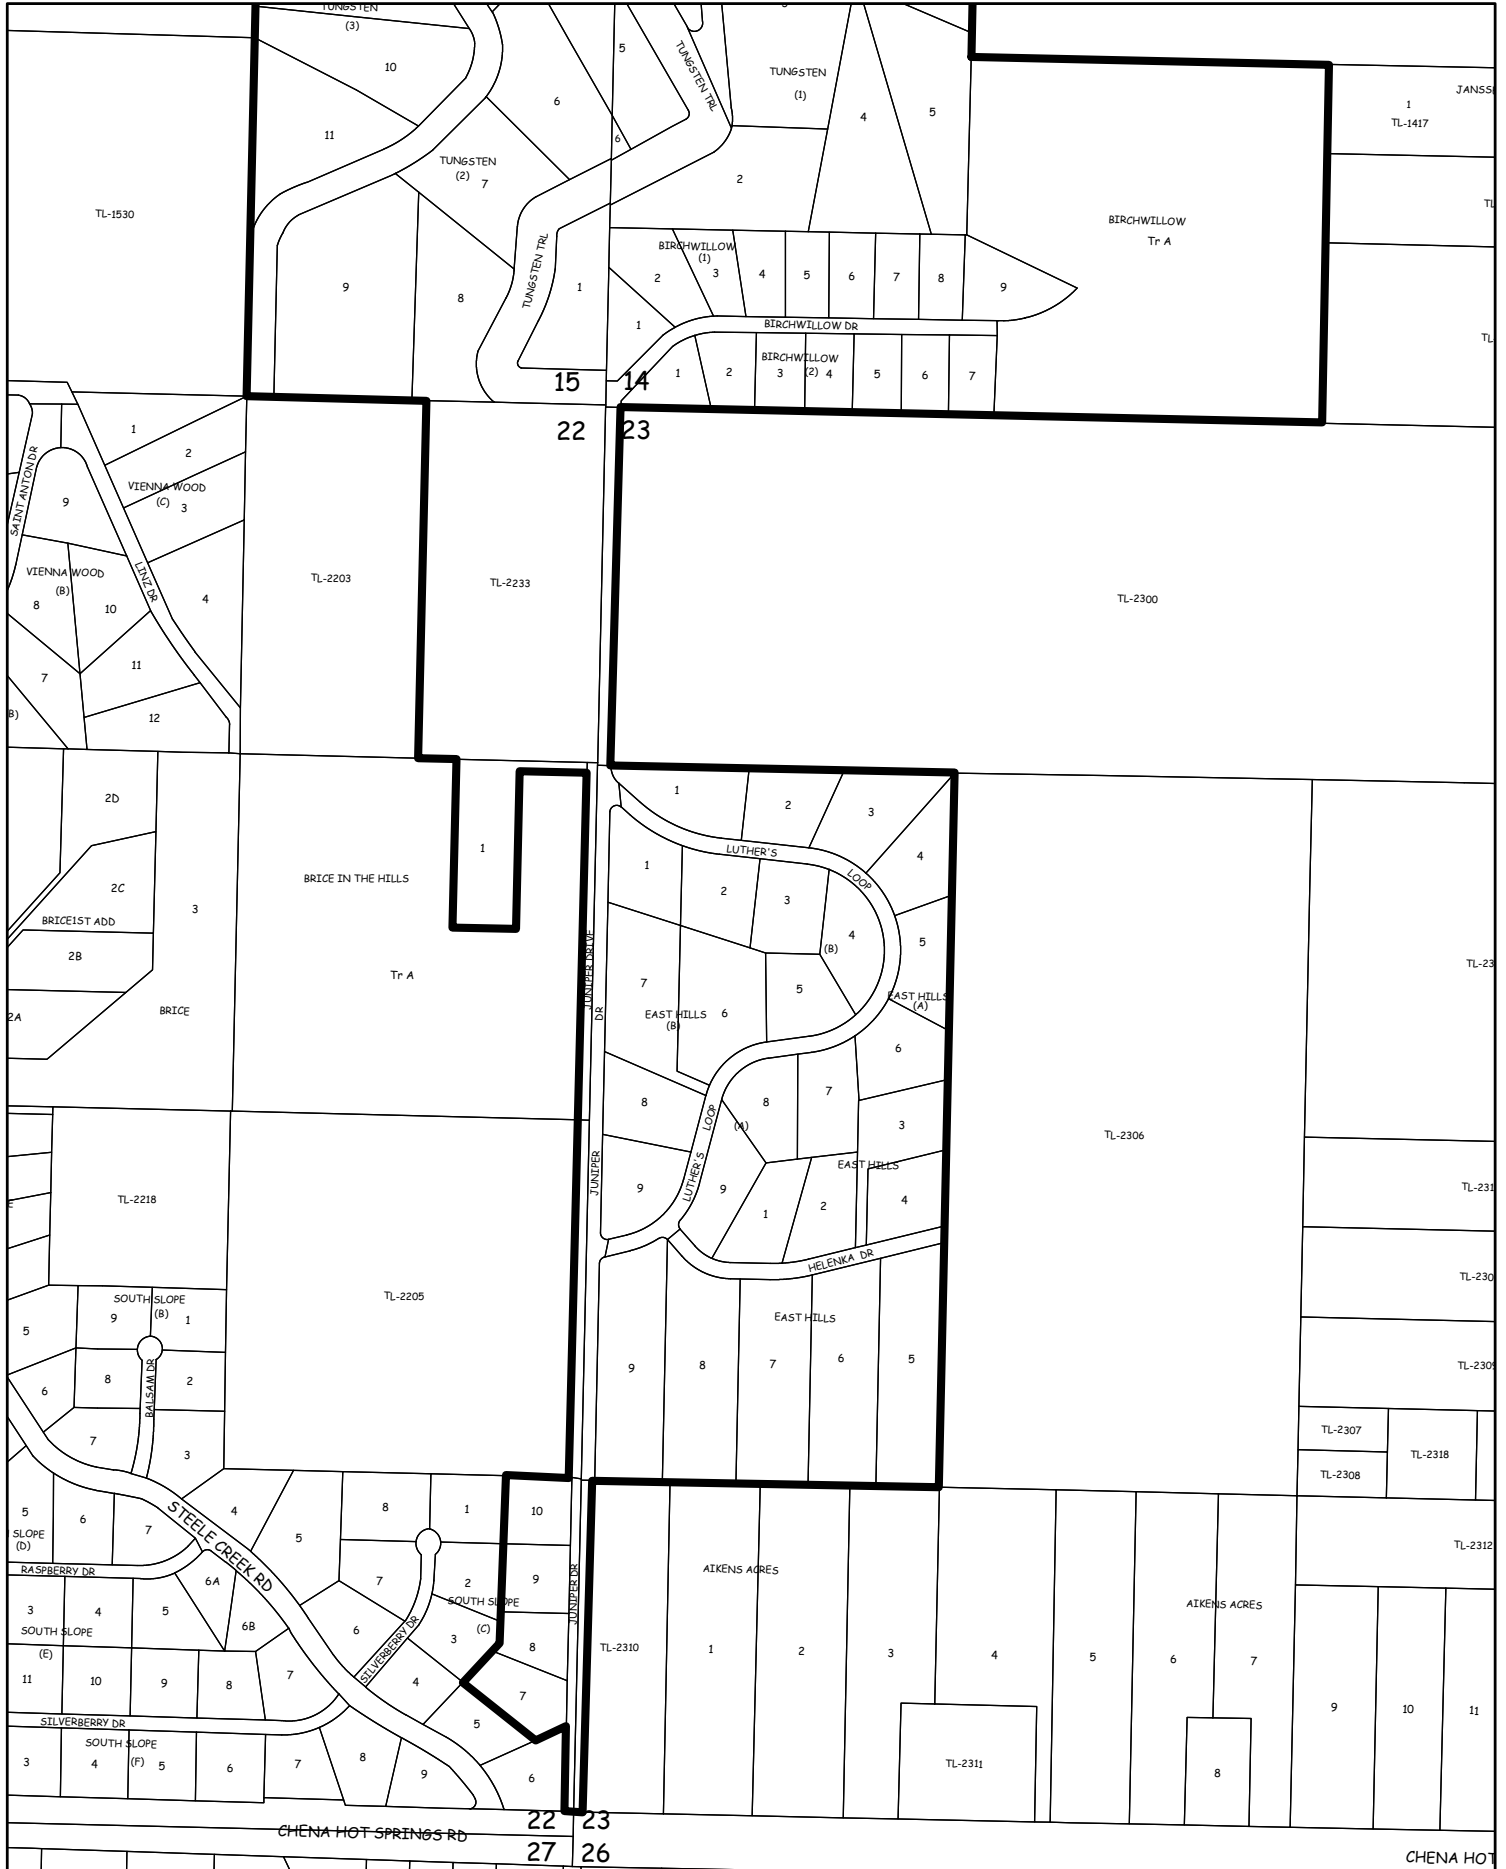 TUNGSTEN
(3)
10
11
5
6
6
TUNGSTEN TRL
TUNGSTEN
(1)
4
5
JANSS
1
TL-1417
TUNGSTEN
(2)
7
2
TL-1530
BIRCHWILLOW
Tr A
TL
9
8
TUNGSTEN TRL
1
BIRCHWILLOW
(1)
2
3
4
5
6
7
8
9
1
BIRCHWILLOW DR
TL
BIRCHWILLOW
(2)
1
2
3
4
5
6
7
15
14
22
23
1
2
VIENNA WOOD
(C)
3
SAINT ANTON DR
9
VIENNA WOOD
(B)
8
10
LINZ DR
4
11
7
B)
12
TL-2203
TL-2233
TL-2300
2D
2C
BRICE1ST ADD
2B
2A
3
BRICE
BRICE IN THE HILLS
1
Tr A
JUNIPER DRIVE
DR
1
2
3
4
LUTHER'S
LOOP
1
2
3
4
(B)
5
7
EAST HILLS
(B)
6
5
EAST HILLS
(A)
6
TL-23
8
8
7
(A)
3
LOOP
TL-2306
JUNIPER
9
LUTHER'S
9
EAST HILLS
1
2
4
TL-231
TL-2218
E
HELENKA DR
TL-2205
TL-230
SOUTH SLOPE
(B)
9
1
5
EAST HILLS
9
8
7
6
5
TL-2309
8
2
6
BALSAM DR
7
3
TL-2307
TL-2318
TL-2308
5
6
7
4
5
8
1
10
SLOPE
(D)
STEELE CREEK RD
RASPBERRY DR
TL-2312
6A
7
2
9
SOUTH SLOPE
(C)
JUNIPER DR
AIKENS ACRES
AIKENS ACRES
3
4
5
6B
6
3
8
SILVERBERRY DR
SOUTH SLOPE
(E)
TL-2310
1
2
3
4
5
6
7
11
10
9
8
7
4
7
9
10
11
SILVERBERRY DR
5
SOUTH SLOPE
(F)
3
4
5
6
7
8
9
6
TL-2311
8
22
23
CHENA HOT SPRINGS RD
27
26
CHENA HOT